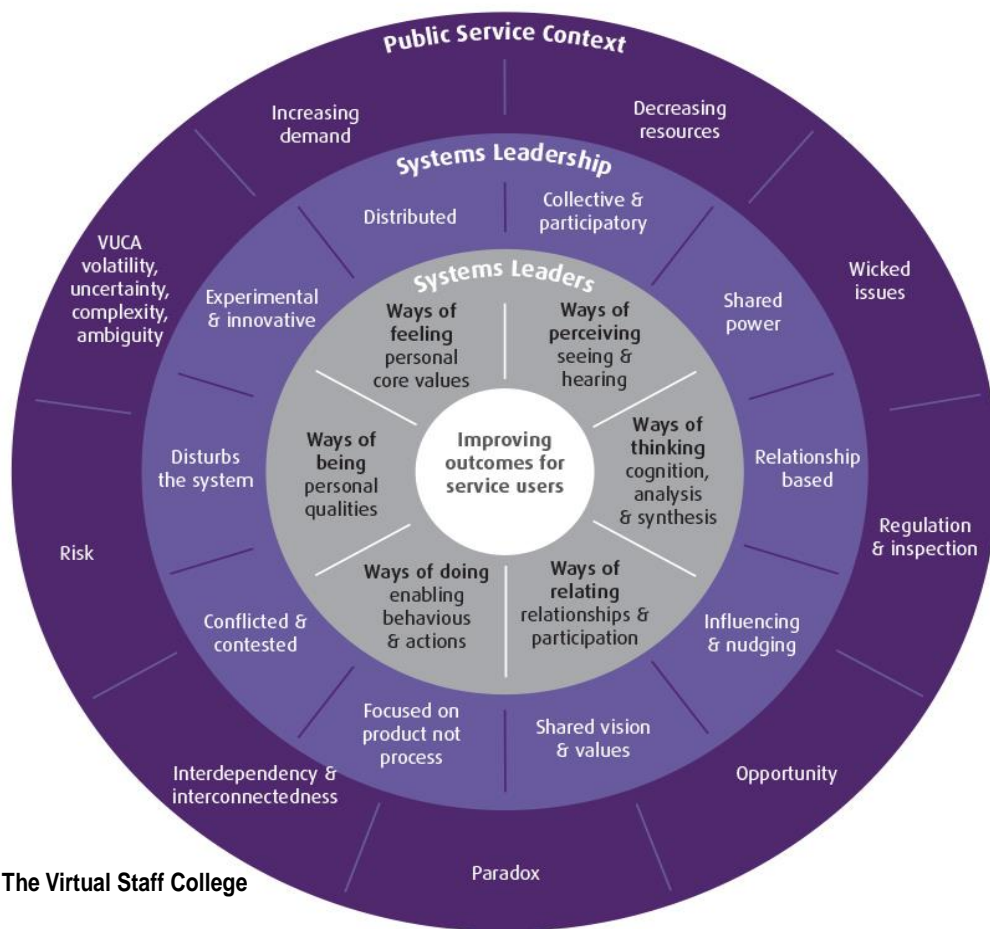 Public Service Context
Increasing
demand
Decreasing
resources
Wicked
issues
Regulation
& inspection
Opportunity
Paradox
Interdependency &
interconnectedness
Risk
VUCA
volatility,
uncertainty,
complexity,
ambiguity
Systems Leadership
Distributed
Collective &
participatory
Shared
power
Relationship
based
Influencing
& nudging
Shared vision
& values
Focused on
product not
process
Conflicted &
contested
Disturbs
the system
Experimental
& innovative
Systems Leaders
Ways of
feeling
personal
core values
Ways of
perceiving
seeing &
hearing
Ways of
thinking
cognition,
analysis
& synthesis
Ways of
relating
relationships &
participation
Ways of doing
enabling
behavious
& actions
Ways of
being
personal
qualities
Improving
outcomes for
service users
The Virtual Staff College